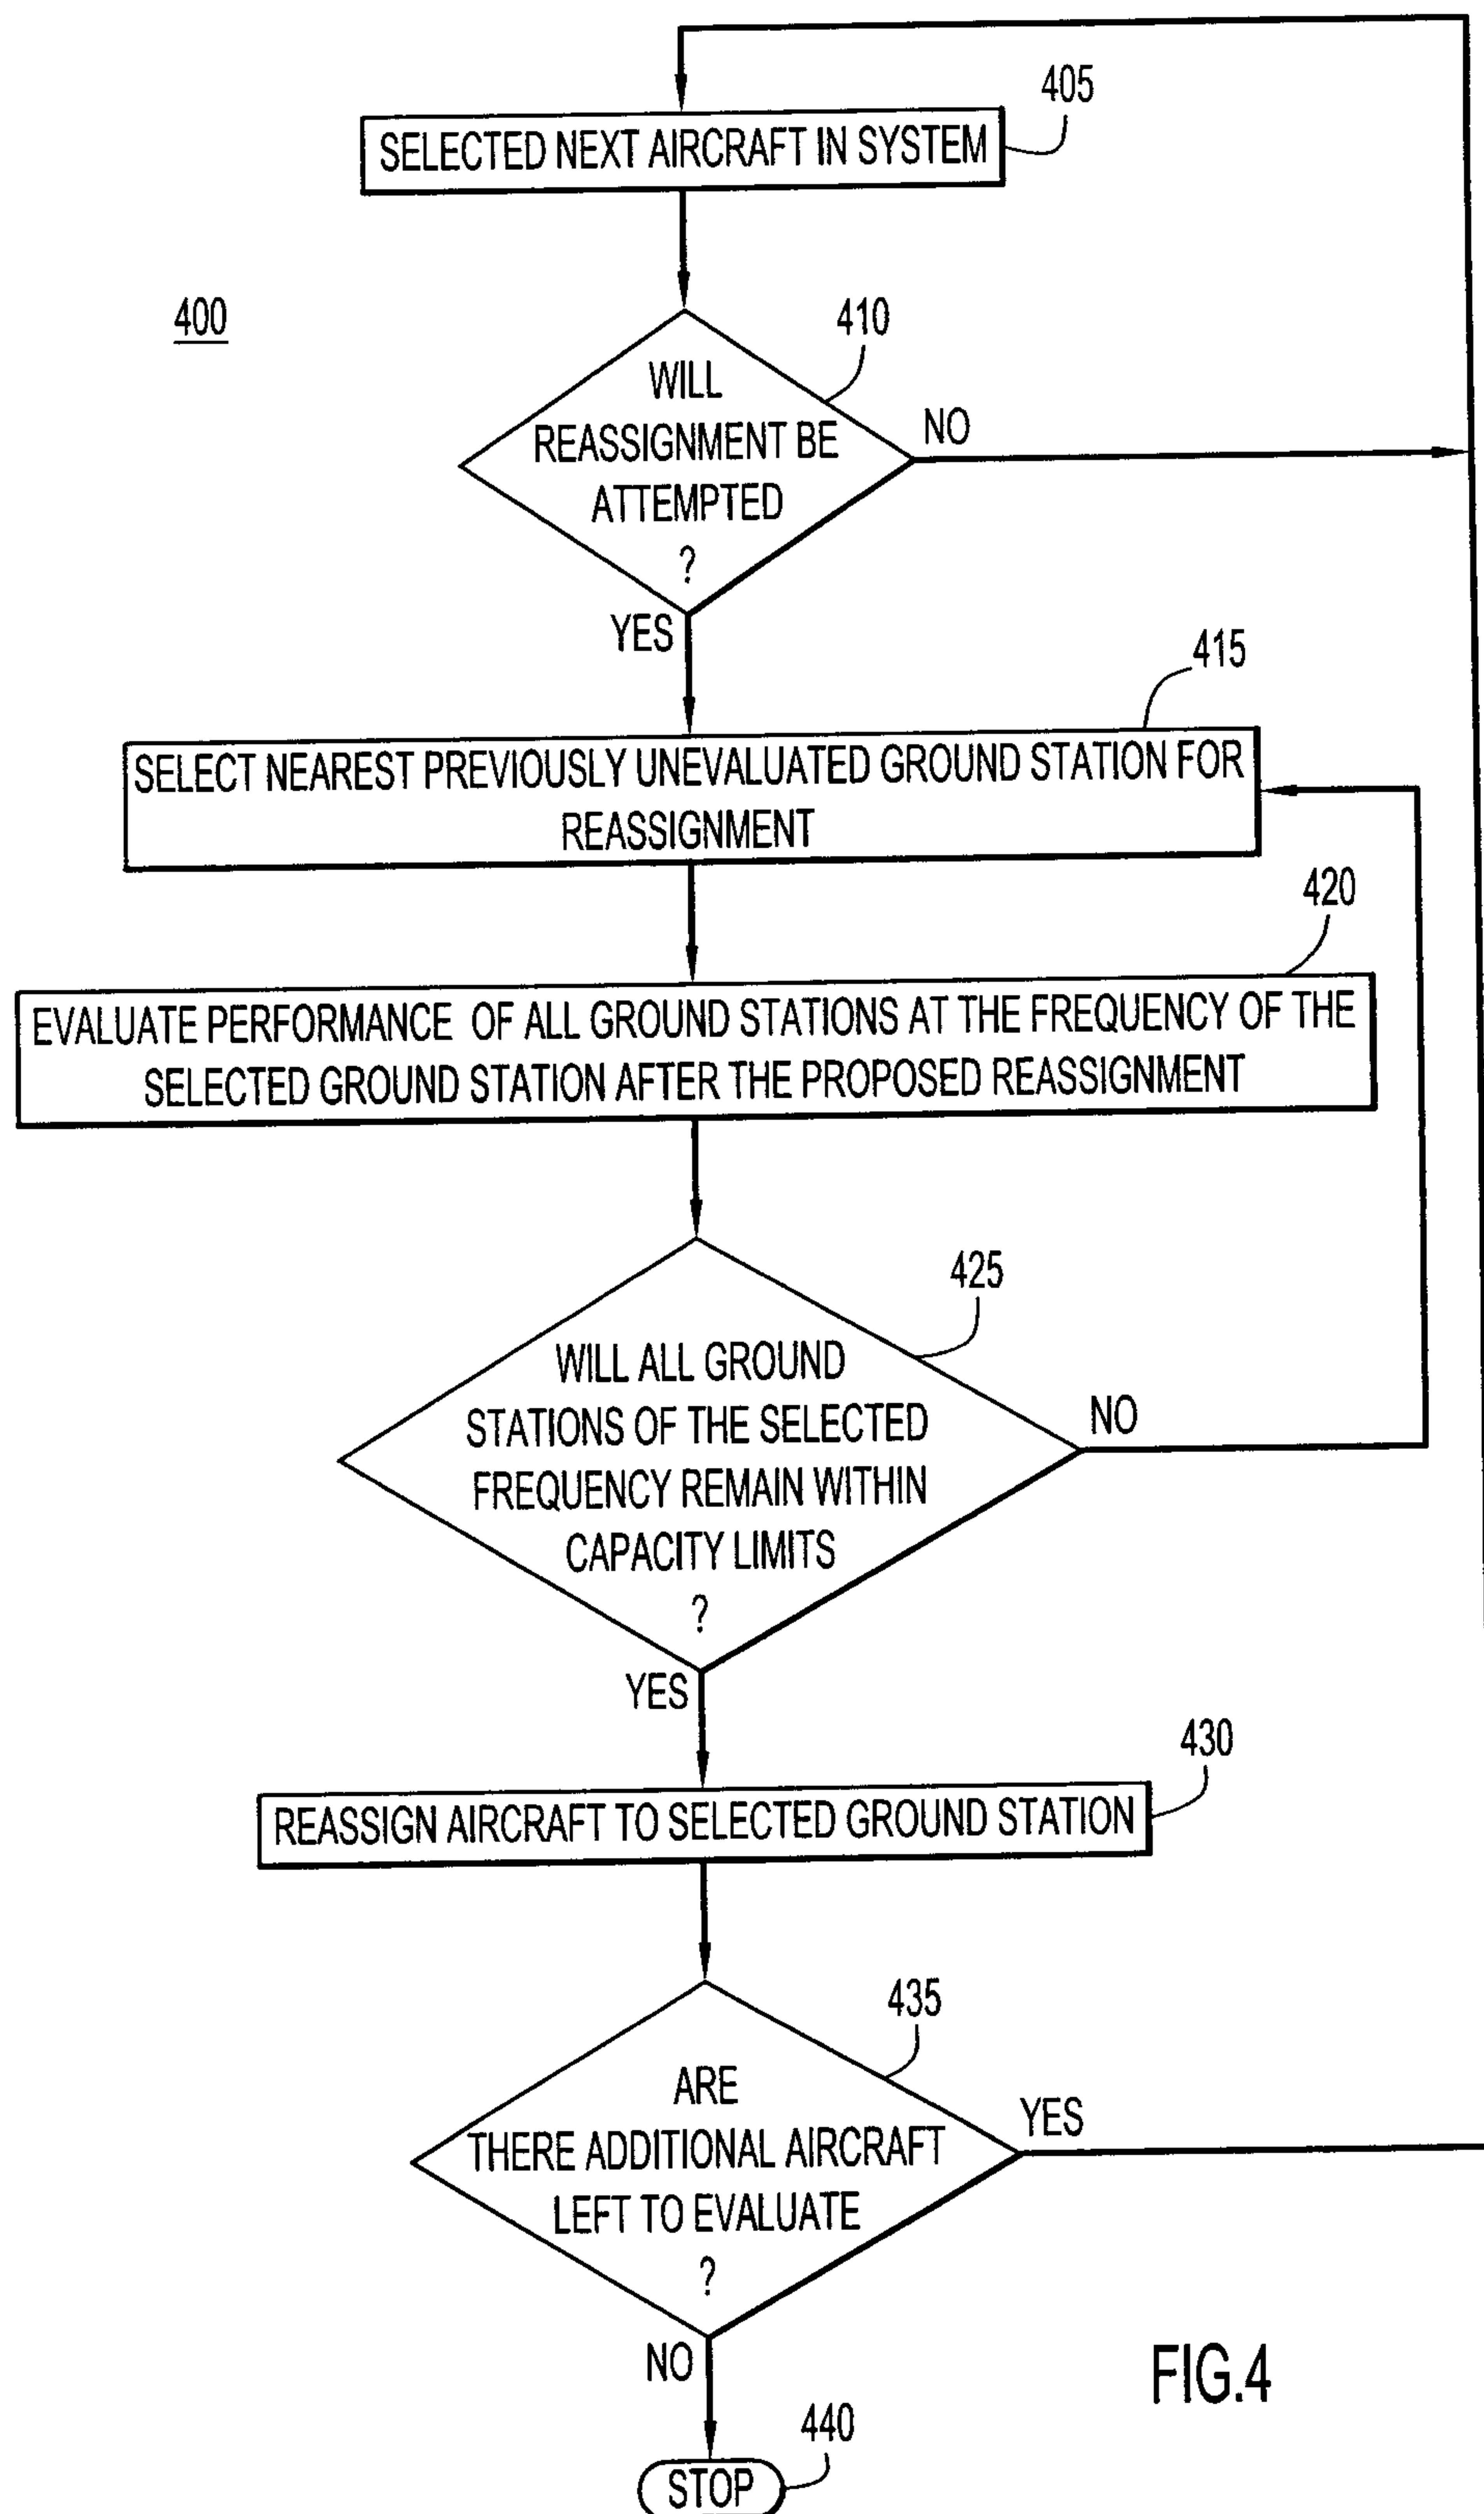 405
SELECTED NEXT AIRCRAFT IN SYSTEM
400
410
WILL
REASSIGNMENT BE
ATTEMPTED
?
NO
YES
415
SELECT NEAREST PREVIOUSLY UNEVALUATED GROUND STATION FOR
REASSIGNMENT
420
EVALUATE PERFORMANCE OF ALL GROUND STATIONS AT THE FREQUENCY OF THE
SELECTED GROUND STATION AFTER THE PROPOSED REASSIGNMENT
425
WILL ALL GROUND
STATIONS OF THE SELECTED
FREQUENCY REMAIN WITHIN
CAPACITY LIMITS
?
NO
YES
430
REASSIGN AIRCRAFT TO SELECTED GROUND STATION
435
ARE
THERE ADDITIONAL AIRCRAFT
LEFT TO EVALUATE
?
YES
NO
FIG.4
440
STOP